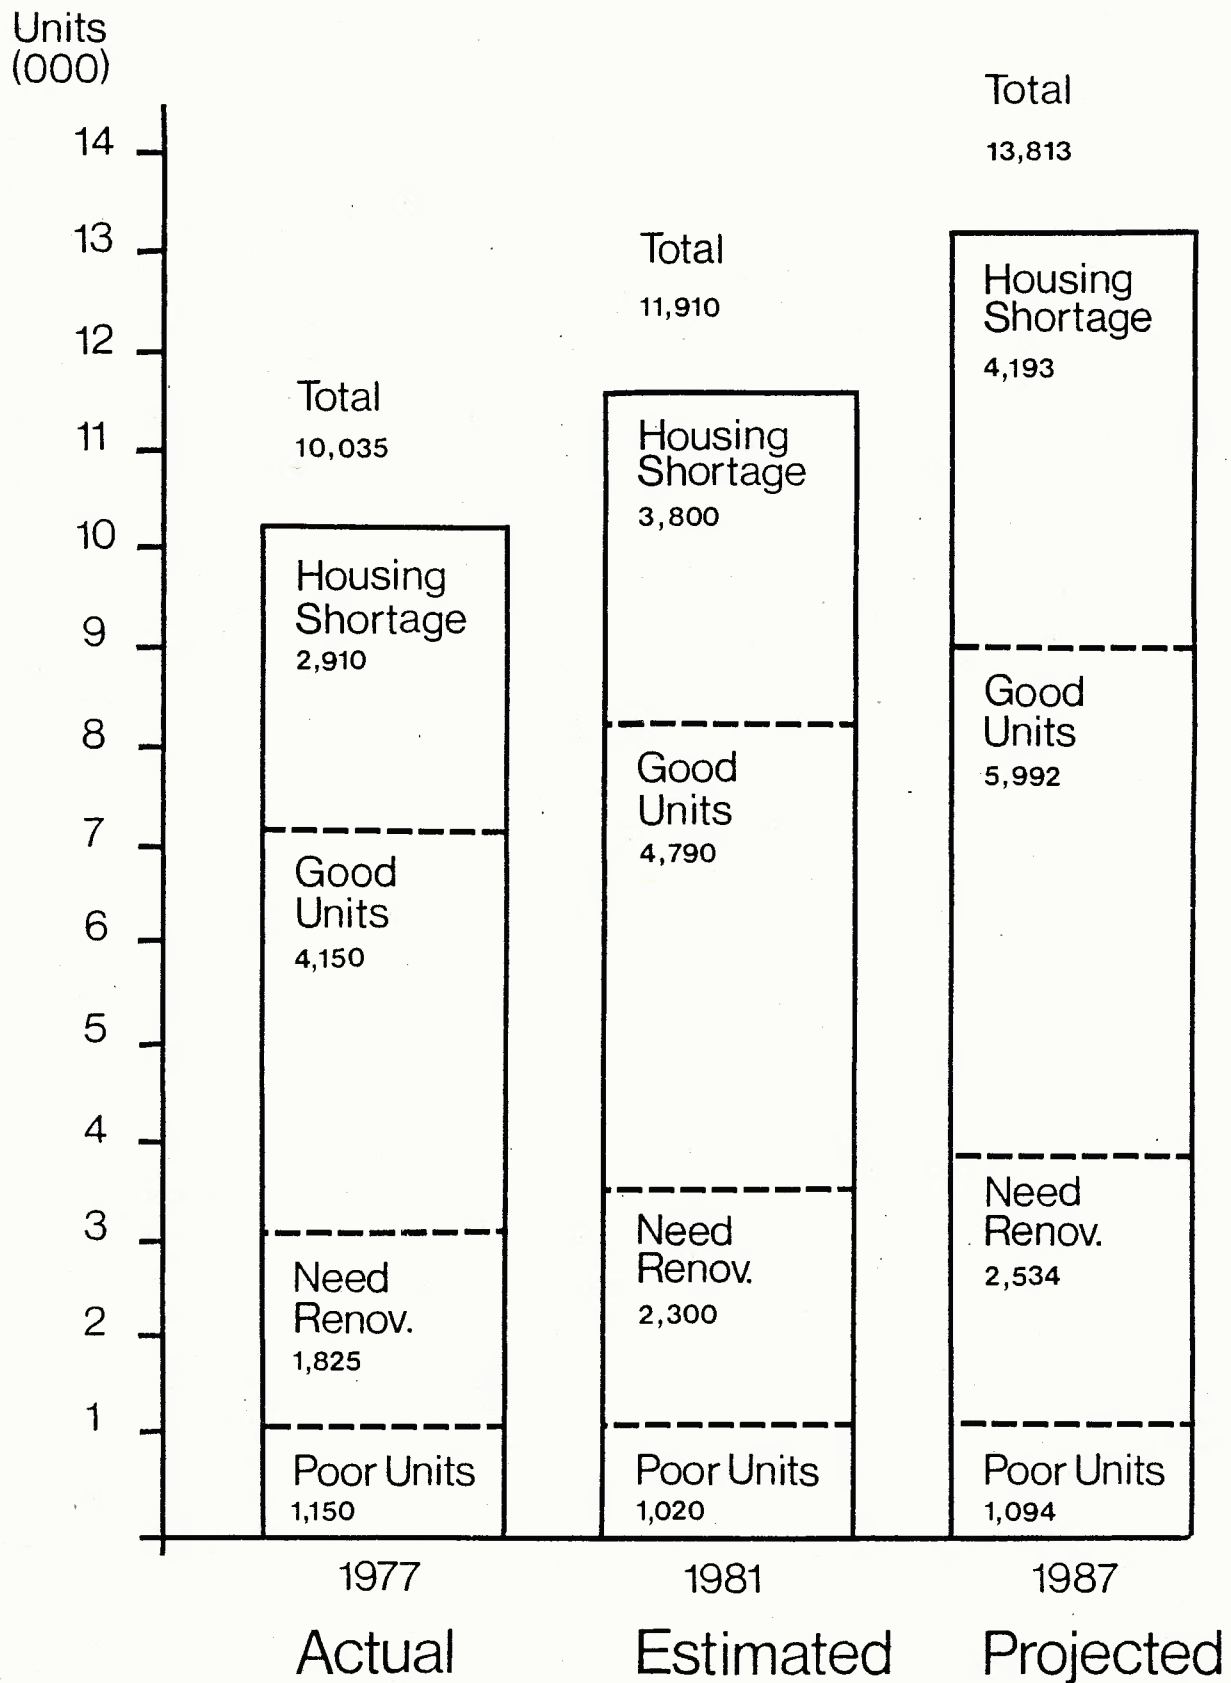 Units
(000)
14
13
12
11
10
9
8
7
6
5
4
3
2
1
Total
10,035
Housing
Shortage
2,910
Good
Units
4,150
Need
Renov.
1,825
Poor Units
1,150
1977
Actual
Total
11,910
Housing
Shortage
3,800
Good
Units
4,790
Need
Renov.
2,300
Poor Units
1,020
1981
Estimated
Total
13,813
Housing
Shortage
4,193
Good
Units
5,992
Need
Renov.
2,534
Poor Units
1,094
1987
Projected